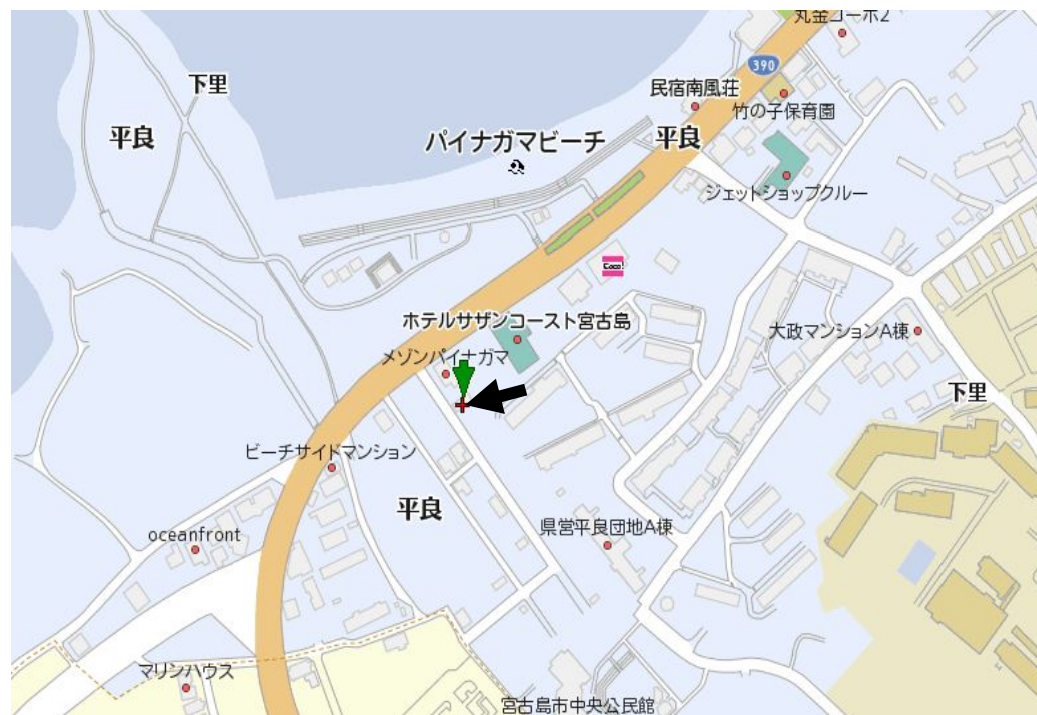 丸金コーポ2
390
下里
民宿南風荘
竹の子保育園
平良
パイナガマビーチ
平良
ジェットショップクルー
Coco!
ホテルサザンコースト宮古島
大政マンションA棟
メゾンパイナガマ
下里
ビーチサイドマンション
平良
県営平良団地A棟
oceanfront
マリンハウス
宮古島市中央公民館